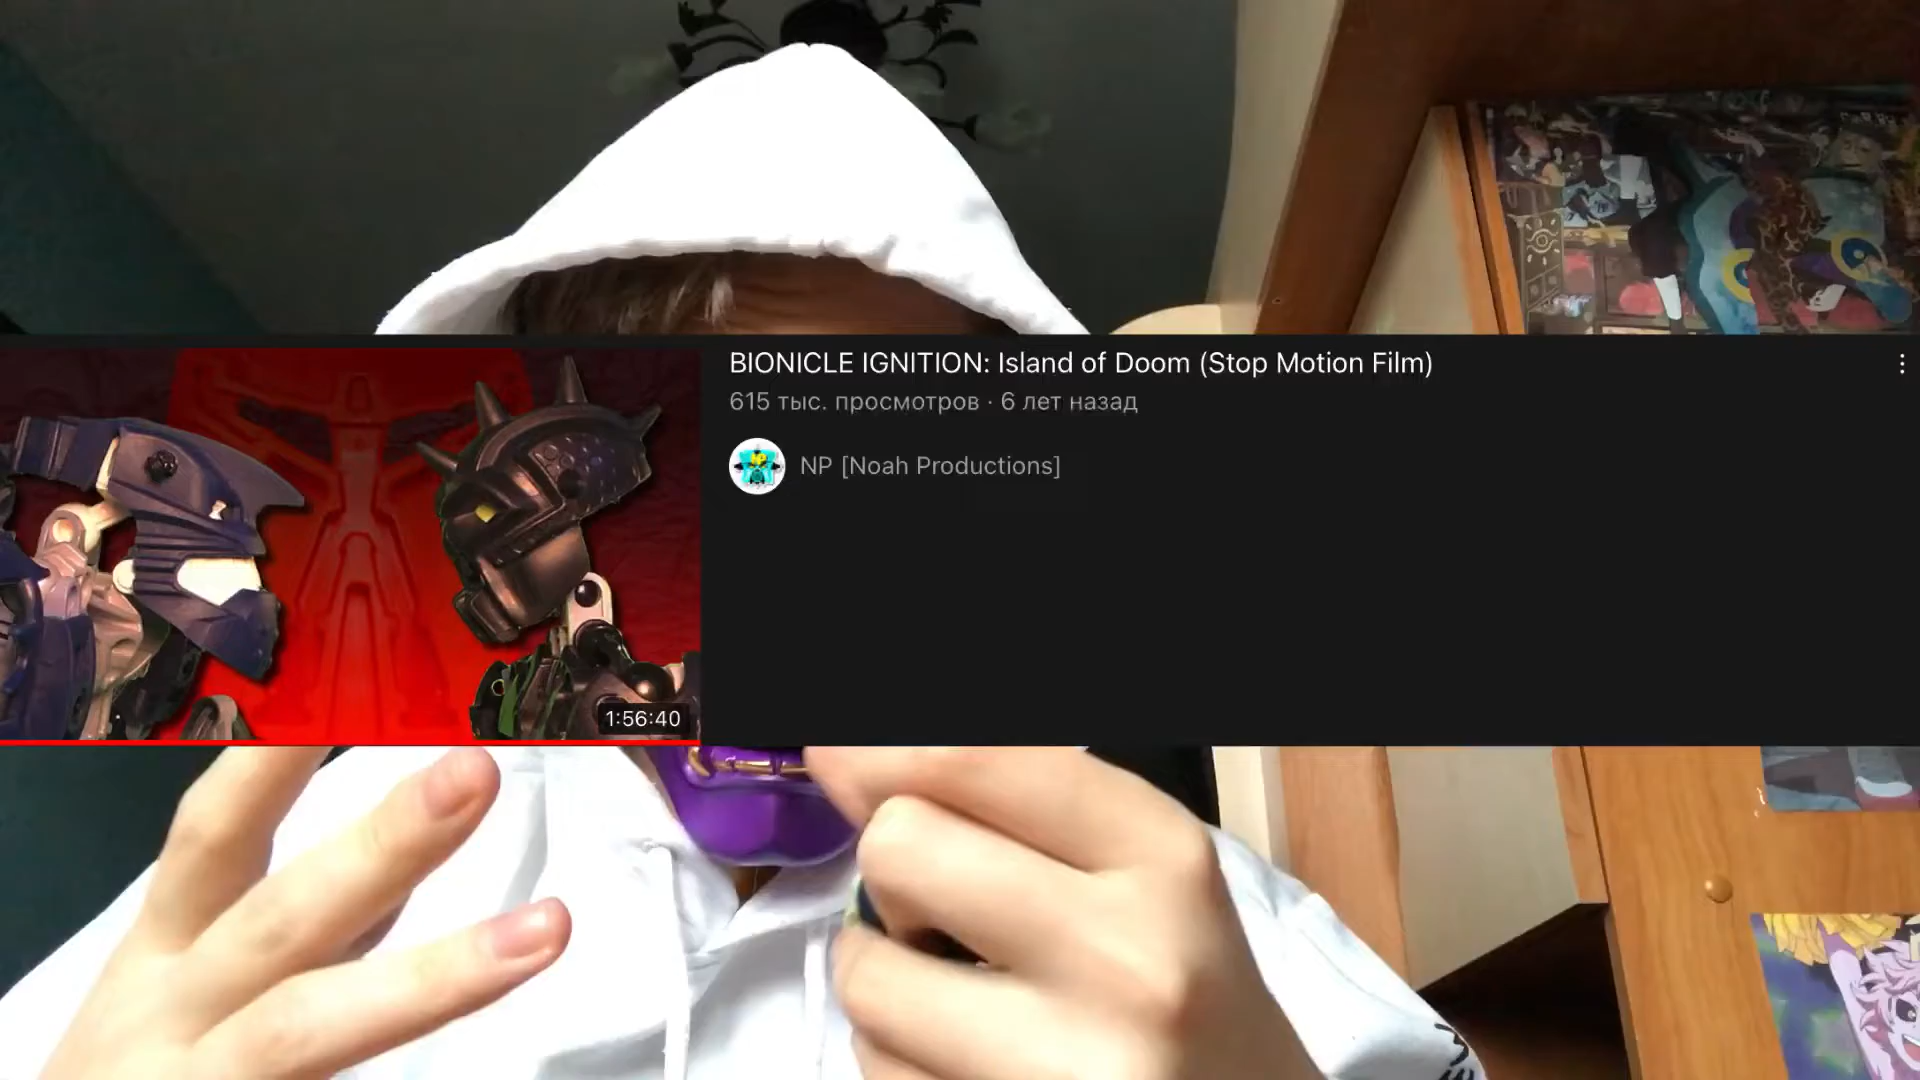 BIONICLE IGNITION: Island of Doom (Stop Motion Film)
615 тыс. просмотров · 6 лет назад
NP [Noah Productions]
1:56:40